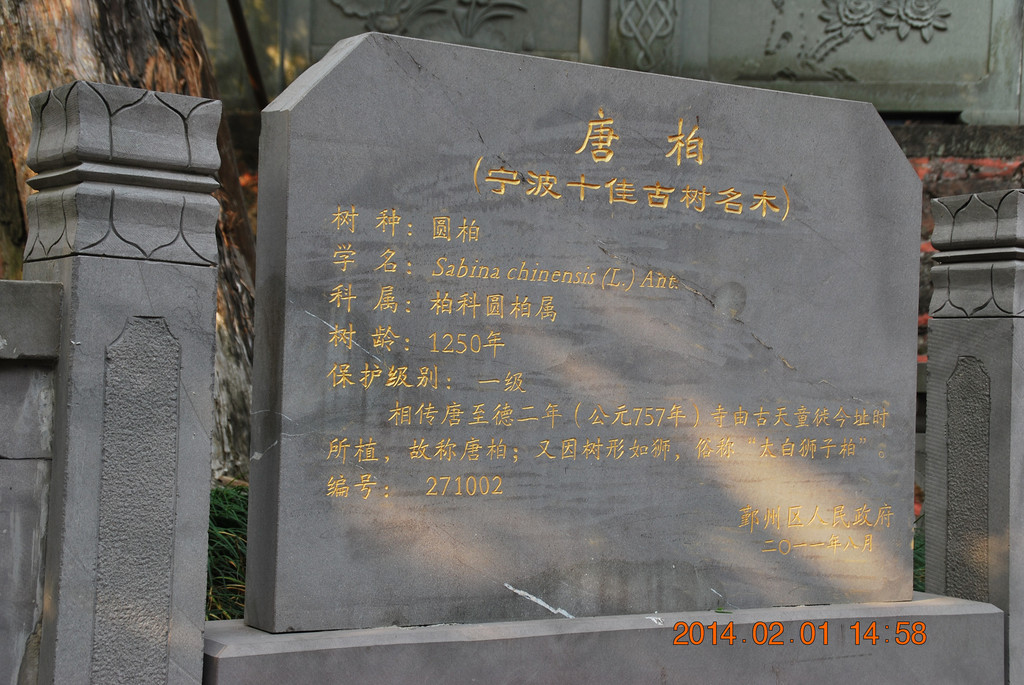 唐 柏
(宁波十佳古树名木)
树 种：圆柏
学 名：Sabina chinensis (L.) Ant.
科 属：柏科圆柏属
树 龄：1250年
保护级别： 一级
相传唐至德二年（公元757年）寺由古天童徙今址时
所植，故称唐柏；又因树形如狮，俗称“太白狮子柏”。
编号： 271002
鄞州区人民政府
二〇一一年八月
2014.02.01 14:58